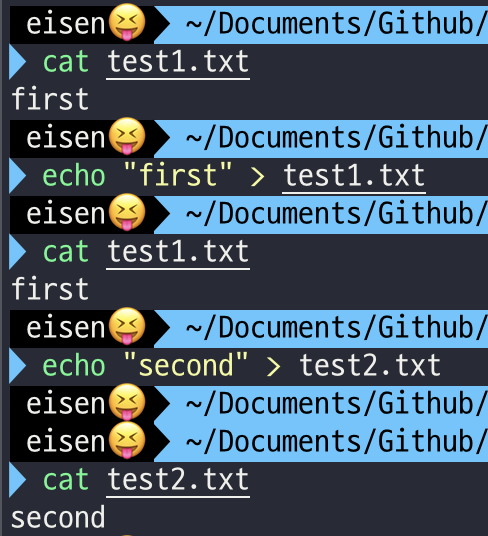 eisen😝 ~/Documents/Github/
cat test1.txt
first
eisen😝 ~/Documents/Github/
echo "first" > test1.txt
eisen😝 ~/Documents/Github/
cat test1.txt
first
eisen😝 ~/Documents/Github/
echo "second" > test2.txt
eisen😝 ~/Documents/Github/
eisen😝 ~/Documents/Github/
cat test2.txt
second